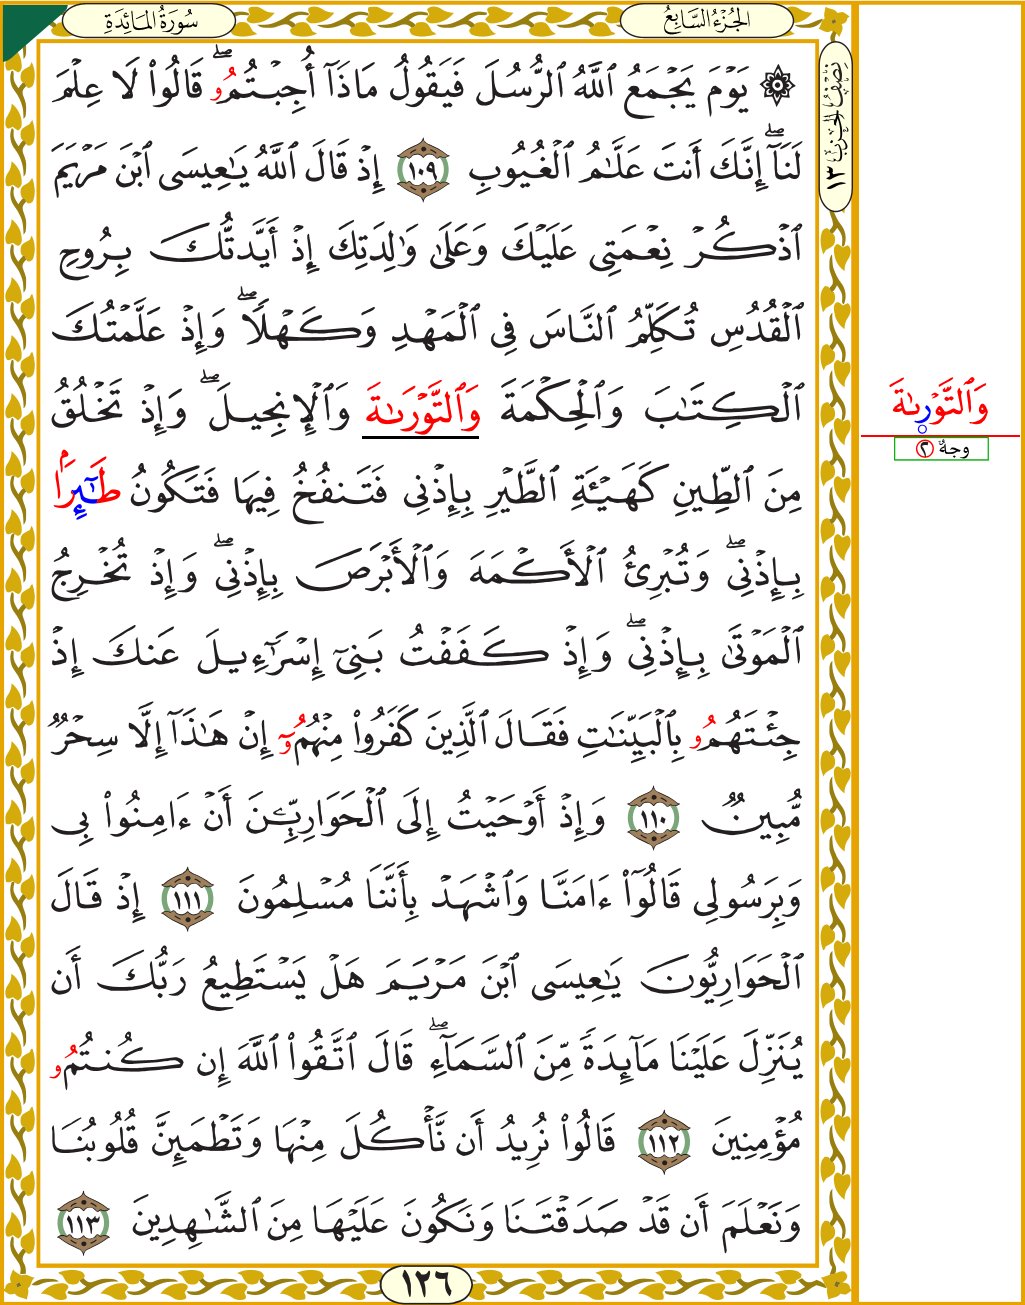 سُورَةُ المَائِدَةِ
الجُزْءُ السَّابِعُ
نِصْفُ الحِزْبِ ١٣
۞ يَوْمَ يَجْمَعُ ٱللَّهُ ٱلرُّسُلَ فَيَقُولُ مَاذَآ أُجِبْتُمُۥۖ قَالُوا۟ لَا عِلْمَ
لَنَآۖ إِنَّكَ أَنتَ عَلَّٰمُ ٱلْغُيُوبِ ١٠٩ إِذْ قَالَ ٱللَّهُ يَٰعِيسَى ٱبْنَ مَرْيَمَ
ٱذْكُرْ نِعْمَتِى عَلَيْكَ وَعَلَىٰ وَٰلِدَتِكَ إِذْ أَيَّدتُّكَ بِرُوحِ
ٱلْقُدُسِ تُكَلِّمُ ٱلنَّاسَ فِى ٱلْمَهْدِ وَكَهْلًاۖ وَإِذْ عَلَّمْتُكَ
ٱلْكِتَٰبَ وَٱلْحِكْمَةَ وَٱلتَّوْرَىٰةَ وَٱلْإِنجِيلَۖ وَإِذْ تَخْلُقُ
مِنَ ٱلطِّينِ كَهَيْـَٔةِ ٱلطَّيْرِ بِإِذْنِى فَتَنفُخُ فِيهَا فَتَكُونُ طَٰٓئِرًۢا
بِإِذْنِىۖ وَتُبْرِئُ ٱلْأَكْمَهَ وَٱلْأَبْرَصَ بِإِذْنِىۖ وَإِذْ تُخْرِجُ
ٱلْمَوْتَىٰ بِإِذْنِىۖ وَإِذْ كَفَفْتُ بَنِىٓ إِسْرَٰٓءِيلَ عَنكَ إِذْ
جِئْتَهُمُۥ بِٱلْبَيِّنَٰتِ فَقَالَ ٱلَّذِينَ كَفَرُوا۟ مِنْهُمُۥٓ إِنْ هَٰذَآ إِلَّا سِحْرٌ
مُّبِينٌ ١١٠ وَإِذْ أَوْحَيْتُ إِلَى ٱلْحَوَارِيِّـۧنَ أَنْ ءَامِنُوا۟ بِى
وَبِرَسُولِى قَالُوٓا۟ ءَامَنَّا وَٱشْهَدْ بِأَنَّنَا مُسْلِمُونَ ١١١ إِذْ قَالَ
ٱلْحَوَارِيُّونَ يَٰعِيسَى ٱبْنَ مَرْيَمَ هَلْ يَسْتَطِيعُ رَبُّكَ أَن
يُنَزِّلَ عَلَيْنَا مَآئِدَةً مِّنَ ٱلسَّمَآءِۖ قَالَ ٱتَّقُوا۟ ٱللَّهَ إِن كُنتُمُۥ
مُؤْمِنِينَ ١١٢ قَالُوا۟ نُرِيدُ أَن نَّأْكُلَ مِنْهَا وَتَطْمَئِنَّ قُلُوبُنَا
وَنَعْلَمَ أَن قَدْ صَدَقْتَنَا وَنَكُونَ عَلَيْهَا مِنَ ٱلشَّٰهِدِينَ ١١٣
١٢٦
وَٱلتَّوْرَىٰةَ
وجهٌ ٢